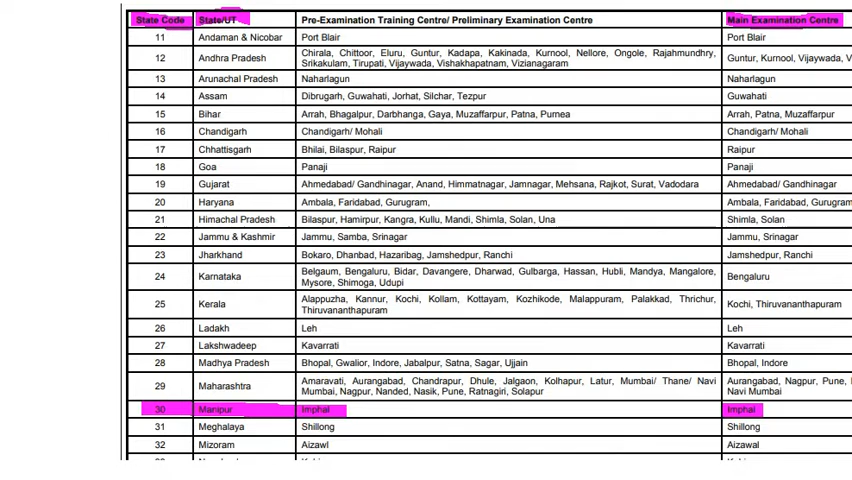 State Code State/UT Pre-Examination Training Centre/ Preliminary Examination Centre Main Examination Centre
11 Andaman & Nicobar Port Blair Port Blair
12 Andhra Pradesh Chirala, Chittoor, Eluru, Guntur, Kadapa, Kakinada, Kurnool, Nellore, Ongole, Rajahmundhry, Guntur, Kurnool, Vijaywada, V
Srikakulam, Tirupati, Vijaywada, Vishakhapatnam, Vizianagaram
13 Arunachal Pradesh Naharlagun Naharlagun
14 Assam Dibrugarh, Guwahati, Jorhat, Silchar, Tezpur Guwahati
15 Bihar Arrah, Bhagalpur, Darbhanga, Gaya, Muzaffarpur, Patna, Purnea Arrah, Patna, Muzaffarpur
16 Chandigarh Chandigarh/ Mohali Chandigarh/ Mohali
17 Chhattisgarh Bhilai, Bilaspur, Raipur Raipur
18 Goa Panaji Panaji
19 Gujarat Ahmedabad/ Gandhinagar, Anand, Himmatnagar, Jamnagar, Mehsana, Rajkot, Surat, Vadodara Ahmedabad/ Gandhinagar
20 Haryana Ambala, Faridabad, Gurugram, Ambala, Faridabad, Gurugram
21 Himachal Pradesh Bilaspur, Hamirpur, Kangra, Kullu, Mandi, Shimla, Solan, Una Shimla, Solan
22 Jammu & Kashmir Jammu, Samba, Srinagar Jammu, Srinagar
23 Jharkhand Bokaro, Dhanbad, Hazaribag, Jamshedpur, Ranchi Jamshedpur, Ranchi
24 Karnataka Belgaum, Bengaluru, Bidar, Davangere, Dharwad, Gulbarga, Hassan, Hubli, Mandya, Mangalore, Bengaluru
Mysore, Shimoga, Udupi
25 Kerala Alappuzha, Kannur, Kochi, Kollam, Kottayam, Kozhikode, Malappuram, Palakkad, Thrichur, Kochi, Thiruvananthapuram
Thiruvananthapuram
26 Ladakh Leh Leh
27 Lakshwadeep Kavarrati Kavarrati
28 Madhya Pradesh Bhopal, Gwalior, Indore, Jabalpur, Satna, Sagar, Ujjain Bhopal, Indore
29 Maharashtra Amaravati, Aurangabad, Chandrapur, Dhule, Jalgaon, Kolhapur, Latur, Mumbai/ Thane/ Navi Aurangabad, Nagpur, Pune,
Mumbai, Nagpur, Nanded, Nasik, Pune, Ratnagiri, Solapur Navi Mumbai
30 Manipur Imphal Imphal
31 Meghalaya Shillong Shillong
32 Mizoram Aizawl Aizawal